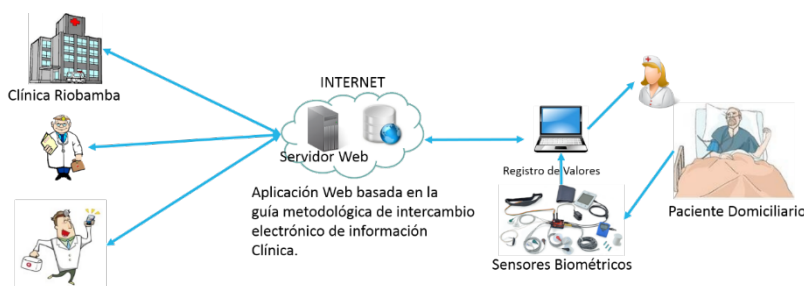 INTERNET
Clínica Riobamba
Servidor Web
Registro de Valores
Aplicación Web basada en la
guía metodológica de intercambio
electrónico de información
Clínica.
Paciente Domiciliario
Sensores Biométricos